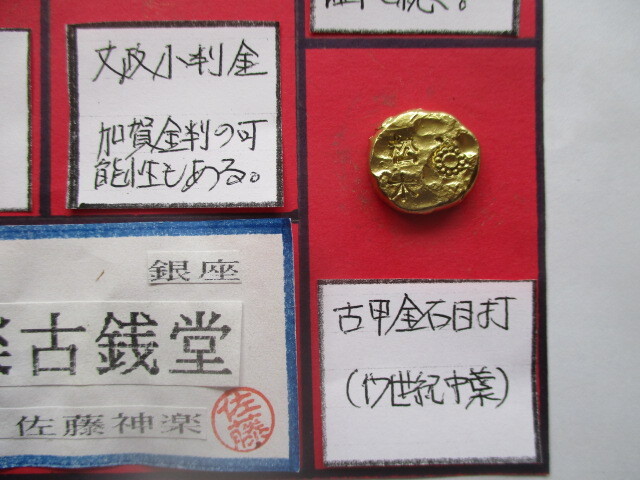 文政小判金
加賀金判の可
能性もある。
古甲金石目打
(17世紀中葉)
銀座
古銭堂
佐藤神楽
佐藤